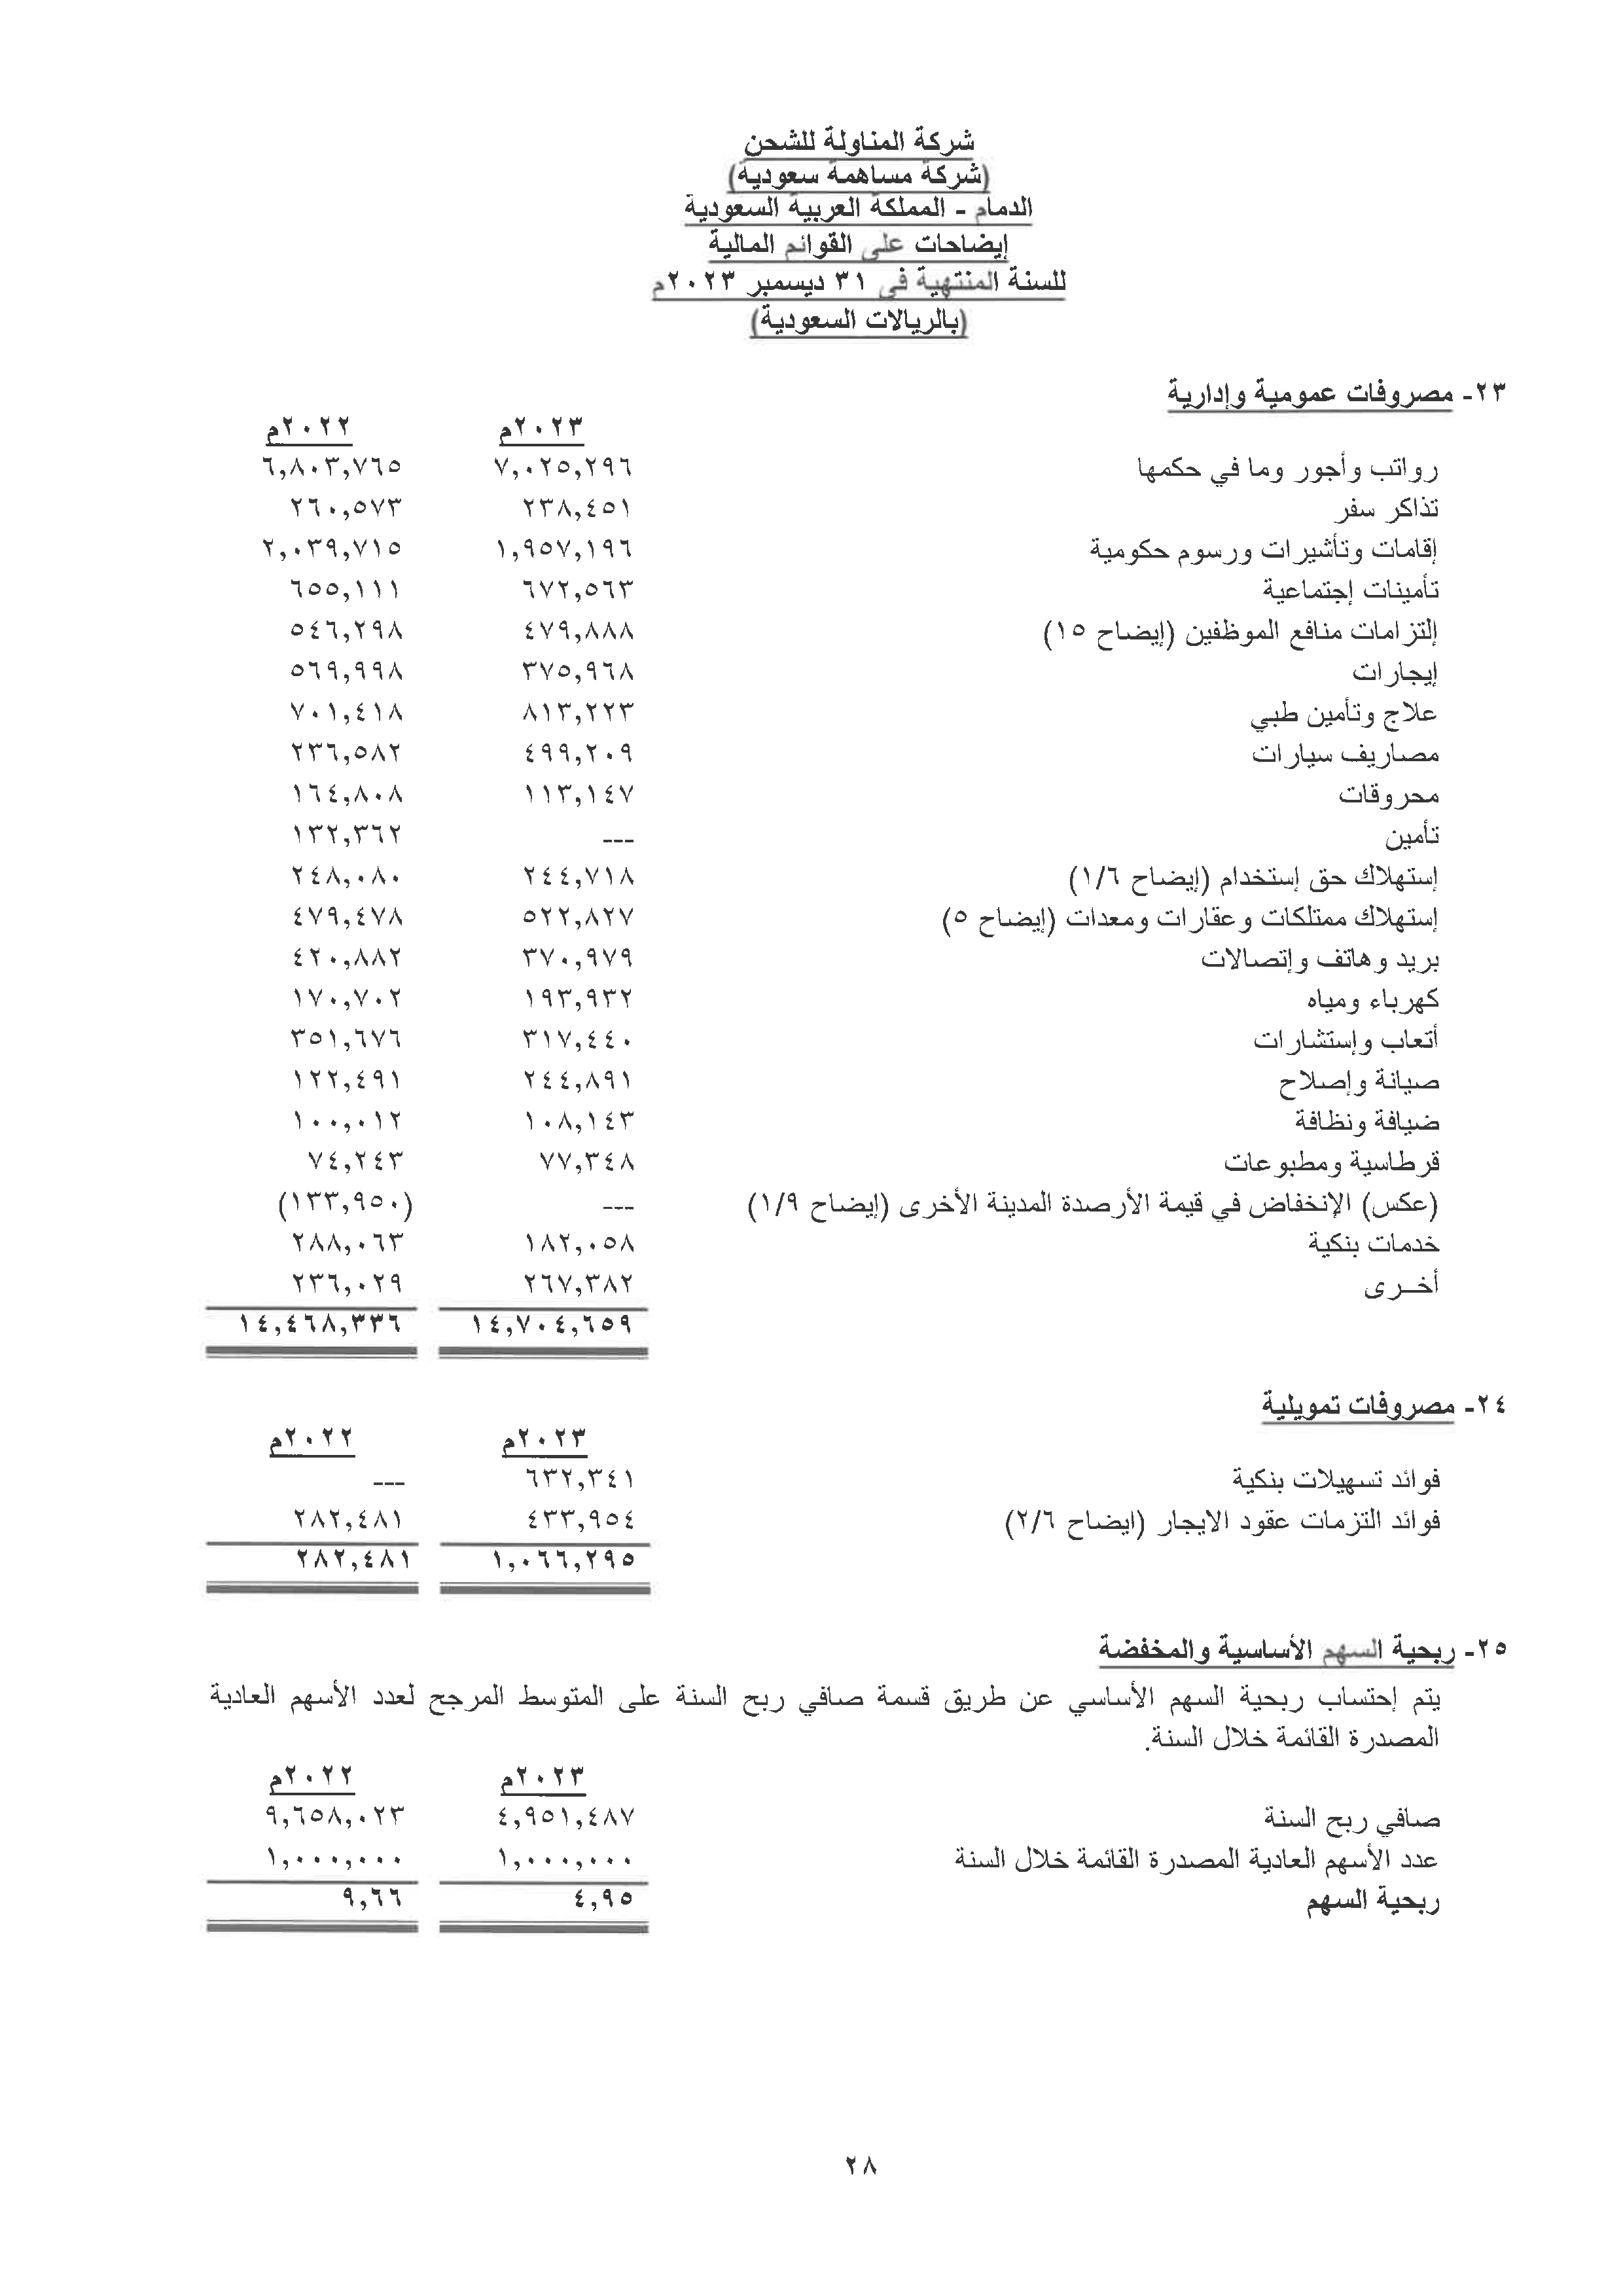 شركة المناولة للشحن
(شركة مساهمة سعودية)
الدمام - المملكة العربية السعودية
إيضاحات على القوائم المالية
للسنة المنتهية في ٣١ ديسمبر ٢٠٢٣م
(بالريالات السعودية)
٢٣- مصروفات عمومية وإدارية
٢٠٢٣م ٢٠٢٢م
رواتب وأجور وما في حكمها ٧,٠٢٥,٢٩٦ ٦,٨٠٣,٧٦٥
تذاكر سفر ٢٣٨,٤٥١ ٢٦٠,٥٧٣
إقامات وتأشيرات ورسوم حكومية ١,٩٥٧,١٩٦ ٢,٠٣٩,٧١٥
تأمينات إجتماعية ٦٧٢,٥٦٣ ٦٥٥,١١١
إلتزامات منافع الموظفين (إيضاح ١٥) ٤٧٩,٨٨٨ ٥٤٦,٢٩٨
إيجارات ٣٧٥,٩٦٨ ٥٦٩,٩٩٨
علاج وتأمين طبي ٨١٣,٢٢٣ ٧٠١,٤١٨
مصاريف سيارات ٤٩٩,٢٠٩ ٢٣٦,٥٨٢
محروقات ١١٣,١٤٧ ١٦٤,٨٠٨
تأمين --- ١٣٢,٣٦٢
إستهلاك حق إستخدام (إيضاح ١/٦) ٢٤٤,٧١٨ ٢٤٨,٠٨٠
إستهلاك ممتلكات وعقارات ومعدات (إيضاح ٥) ٥٢٢,٨٢٧ ٤٧٩,٤٧٨
بريد وهاتف وإتصالات ٣٧٠,٩٧٩ ٤٢٠,٨٨٢
كهرباء ومياه ١٩٣,٩٣٢ ١٧٠,٧٠٢
أتعاب وإستشارات ٣١٧,٤٤٠ ٣٥١,٦٧٦
صيانة وإصلاح ٢٤٤,٨٩١ ١٢٢,٤٩١
ضيافة ونظافة ١٠٨,١٤٣ ١٠٠,٠١٢
قرطاسية ومطبوعات ٧٧,٣٤٨ ٧٤,٢٤٣
(عكس) الإنخفاض في قيمة الأرصدة المدينة الأخرى (إيضاح ١/٩) --- (١٣٣,٩٥٠)
خدمات بنكية ١٨٢,٠٥٨ ٢٨٨,٠٦٣
أخــرى ٢٦٧,٣٨٢ ٢٣٦,٠٢٩
١٤,٧٠٤,٦٥٩ ١٤,٤٦٨,٣٣٦
٢٤- مصروفات تمويلية
٢٠٢٣م ٢٠٢٢م
فوائد تسهيلات بنكية ٦٣٢,٣٤١ ---
فوائد التزمات عقود الايجار (ايضاح ٢/٦) ٤٣٣,٩٥٤ ٢٨٢,٤٨١
١,٠٦٦,٢٩٥ ٢٨٢,٤٨١
٢٥- ربحية السهم الأساسية والمخفضة
يتم إحتساب ربحية السهم الأساسي عن طريق قسمة صافي ربح السنة على المتوسط المرجح لعدد الأسهم العادية
المصدرة القائمة خلال السنة.
٢٠٢٣م ٢٠٢٢م
صافي ربح السنة ٤,٩٥١,٤٨٧ ٩,٦٥٨,٠٢٣
عدد الأسهم العادية المصدرة القائمة خلال السنة ١,٠٠٠,٠٠٠ ١,٠٠٠,٠٠٠
ربحية السهم ٤,٩٥ ٩,٦٦
٢٨